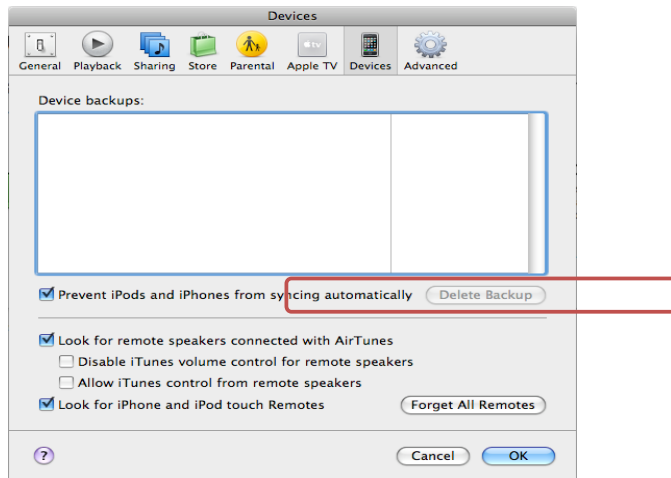 Devices
General Playback Sharing Store Parental Apple TV Devices Advanced
Device backups:
Prevent iPods and iPhones from syncing automatically Delete Backup
Look for remote speakers connected with AirTunes
Disable iTunes volume control for remote speakers
Allow iTunes control from remote speakers
Look for iPhone and iPod touch Remotes Forget All Remotes
? Cancel OK